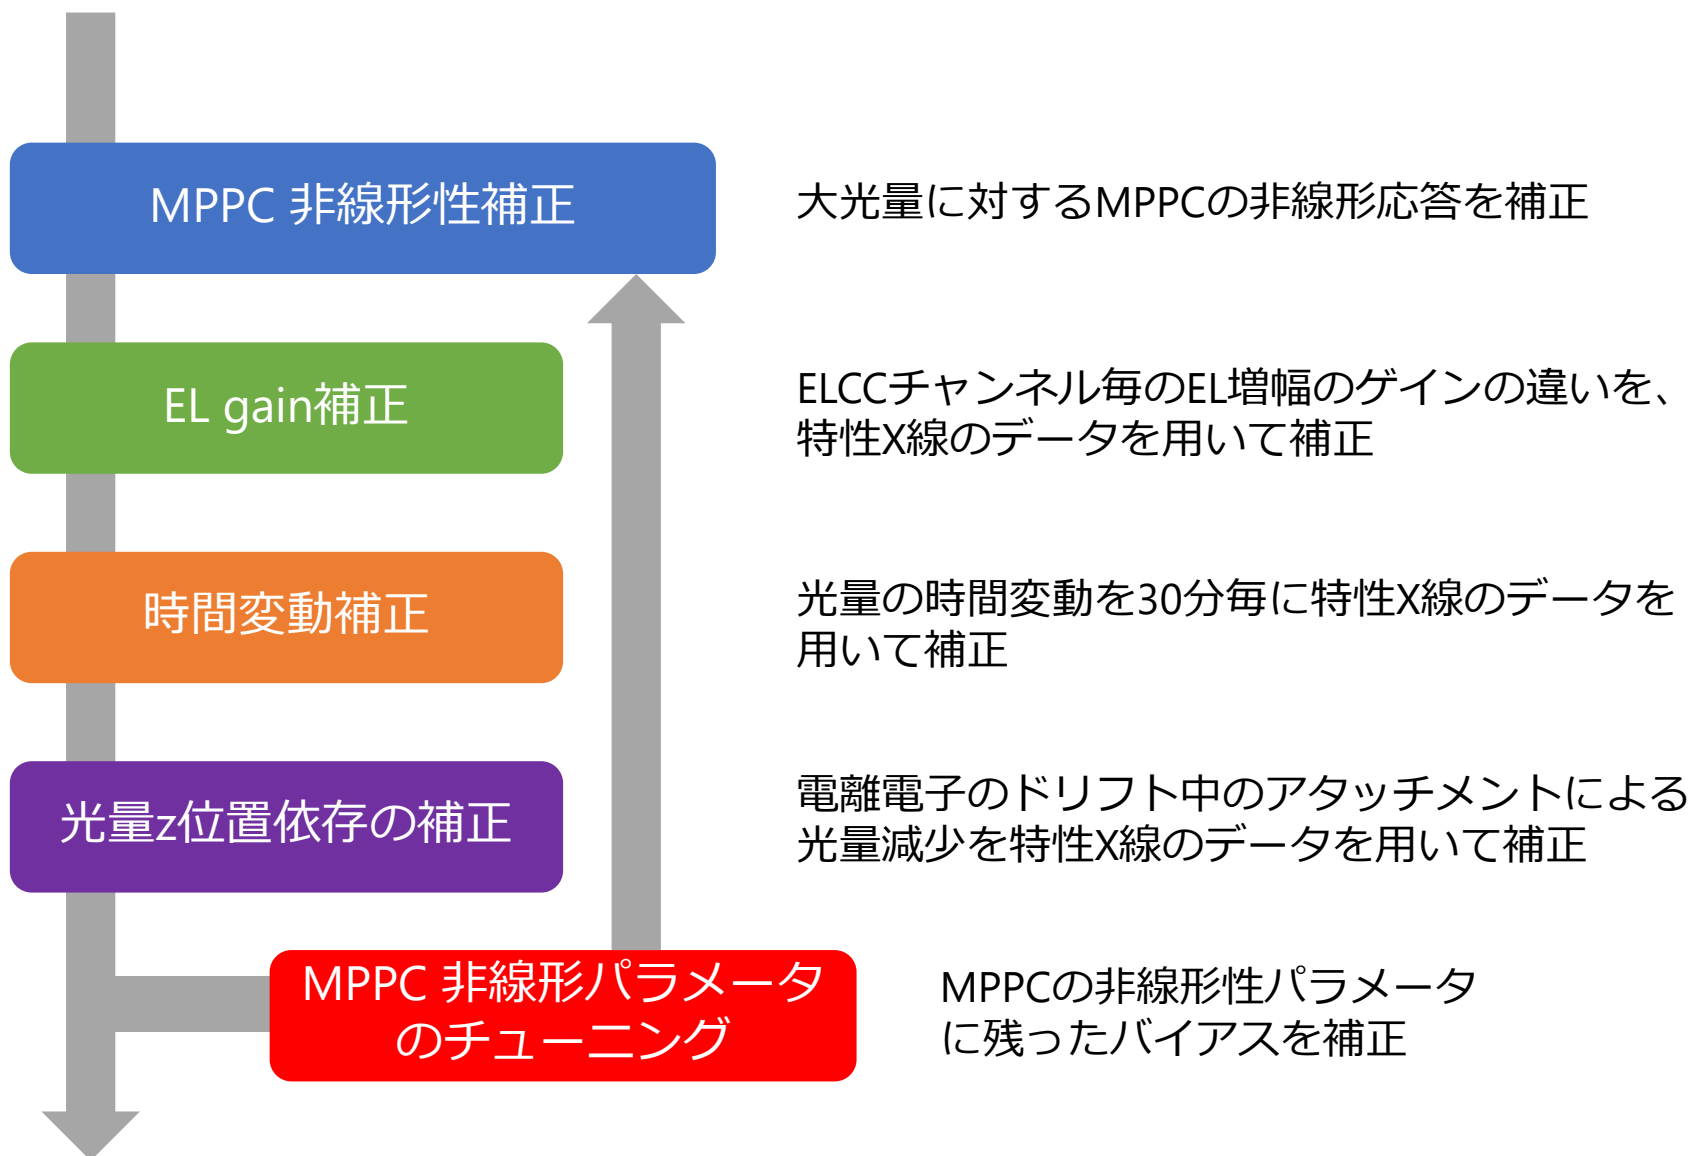 MPPC 非線形性補正
大光量に対するMPPCの非線形応答を補正
EL gain補正
ELCCチャンネル毎のEL増幅のゲインの違いを、
特性X線のデータを用いて補正
時間変動補正
光量の時間変動を30分毎に特性X線のデータを
用いて補正
光量z位置依存の補正
電離電子のドリフト中のアタッチメントによる
光量減少を特性X線のデータを用いて補正
MPPC 非線形パラメータ
のチューニング
MPPCの非線形性パラメータ
に残ったバイアスを補正